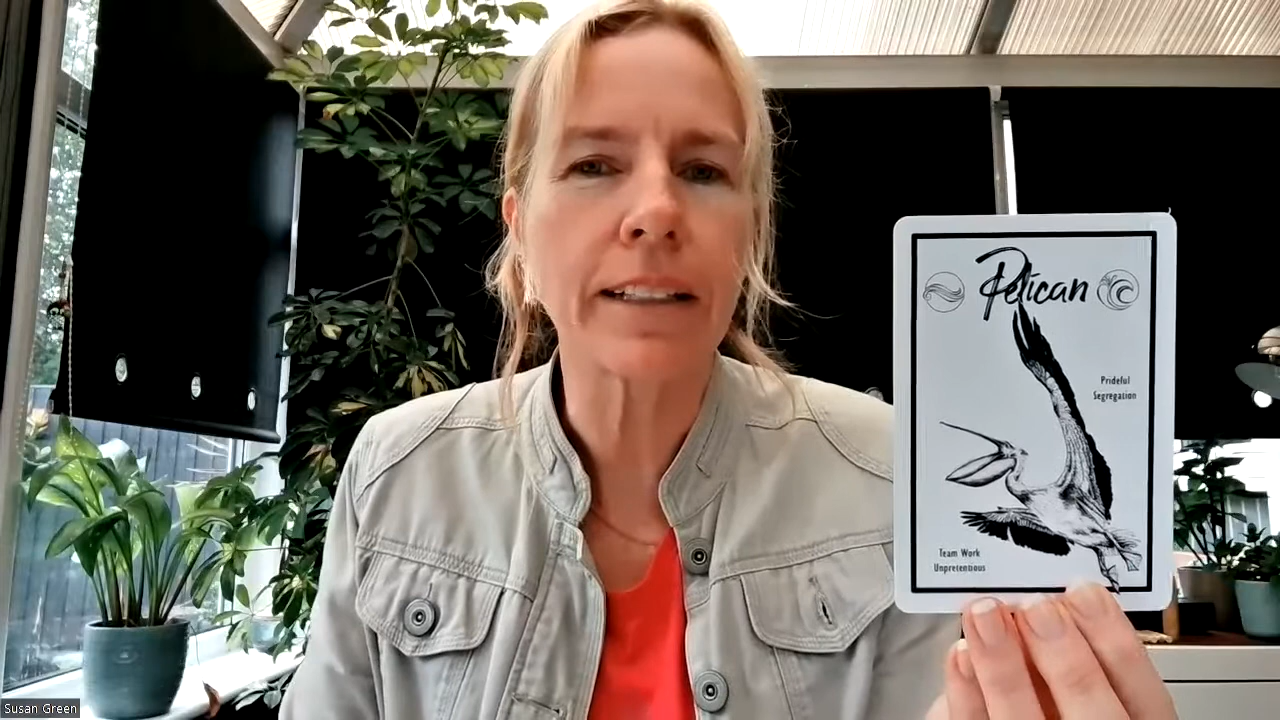 Pelican
Prideful
Segregation
Team Work
Unpretentious
Susan Green